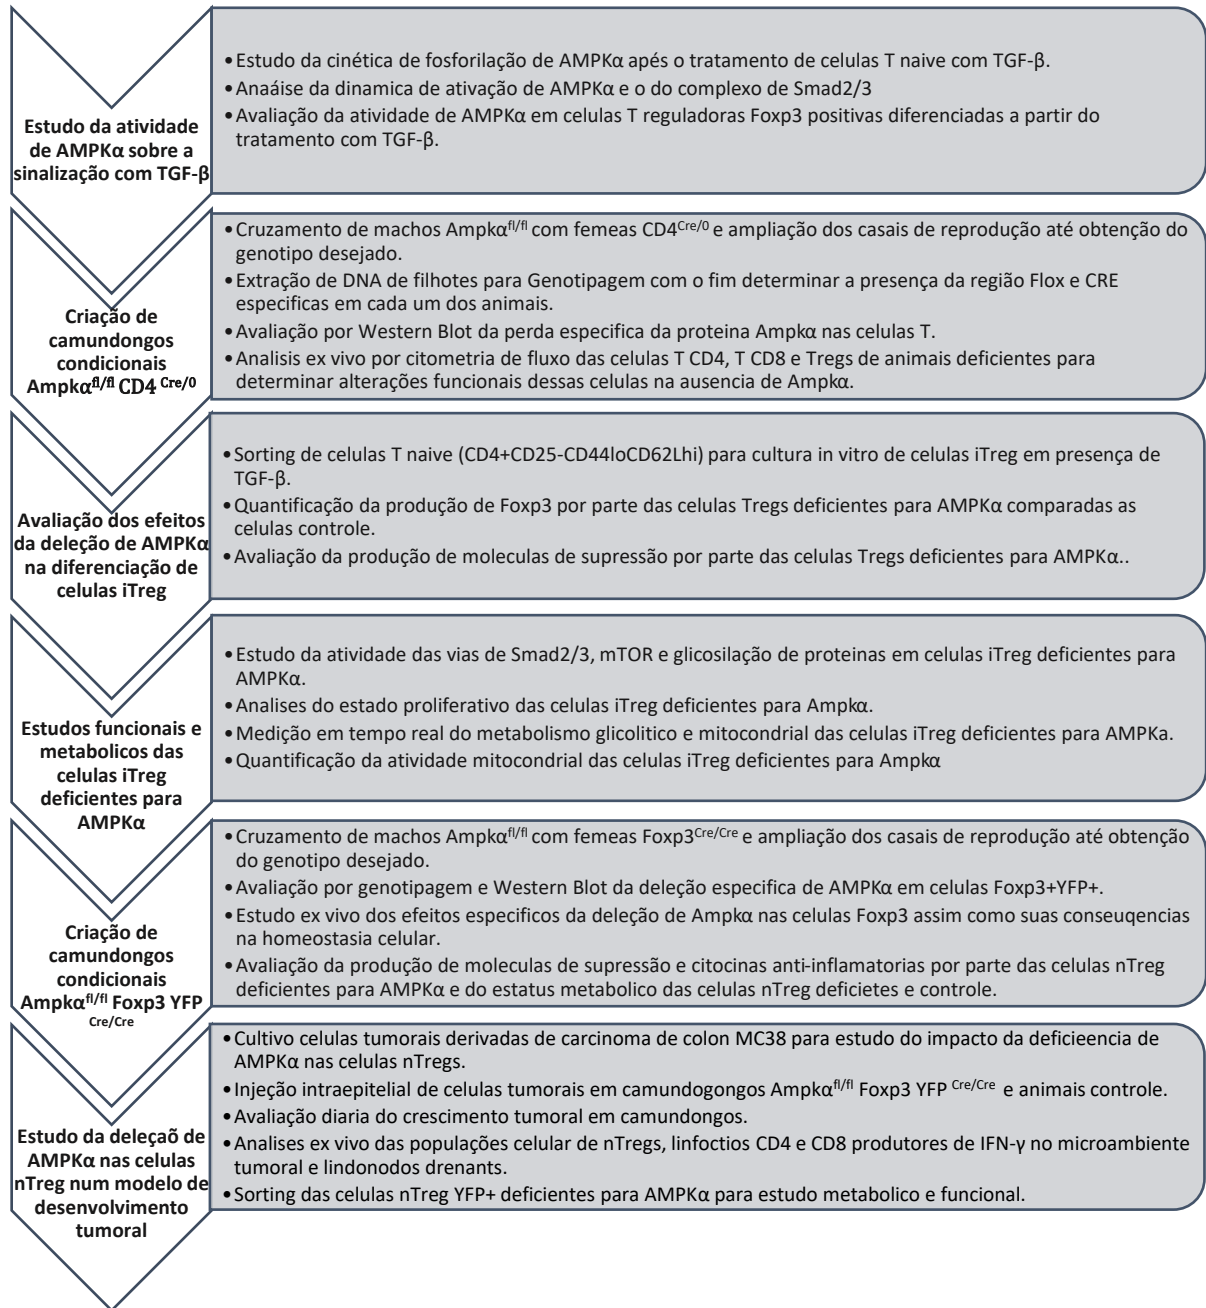 Estudo da atividade
de AMPKα sobre a
sinalização com TGF-β
•Estudo da cinética de fosforilação de AMPKα após o tratamento de celulas T naive com TGF-β.
•Anaáise da dinamica de ativação de AMPKα e o do complexo de Smad2/3
•Avaliação da atividade de AMPKα em celulas T reguladoras Foxp3 positivas diferenciadas a partir do
tratamento com TGF-β.
Criação de
camundongos
condicionais
Ampkα^fl/fl CD4 ^Cre/0
•Cruzamento de machos Ampkα^fl/fl com femeas CD4^Cre/0 e ampliação dos casais de reprodução até obtenção do
genotipo desejado.
•Extração de DNA de filhotes para Genotipagem com o fim determinar a presença da região Flox e CRE
especificas em cada um dos animais.
•Avaliação por Western Blot da perda especifica da proteina Ampkα nas celulas T.
•Analisis ex vivo por citometria de fluxo das celulas T CD4, T CD8 e Tregs de animais deficientes para
determinar alterações funcionais dessas celulas na ausencia de Ampkα.
Avaliação dos efeitos
da deleção de AMPKα
na diferenciação de
celulas iTreg
•Sorting de celulas T naive (CD4+CD25-CD44loCD62Lhi) para cultura in vitro de celulas iTreg em presença de
TGF-β.
•Quantificação da produção de Foxp3 por parte das celulas Tregs deficientes para AMPKα comparadas as
celulas controle.
•Avaliação da produção de moleculas de supressão por parte das celulas Tregs deficientes para AMPKα..
Estudos funcionais e
metabolicos das
celulas iTreg
deficientes para
AMPKα
•Estudo da atividade das vias de Smad2/3, mTOR e glicosilação de proteinas em celulas iTreg deficientes para
AMPKα.
•Analises do estado proliferativo das celulas iTreg deficientes para Ampkα.
•Medição em tempo real do metabolismo glicolitico e mitocondrial das celulas iTreg deficientes para AMPKa.
•Quantificação da atividade mitocondrial das celulas iTreg deficientes para Ampkα
Criação de
camundongos
condicionais
Ampkα^fl/fl Foxp3 YFP
^Cre/Cre
•Cruzamento de machos Ampkα^fl/fl com femeas Foxp3^Cre/Cre e ampliação dos casais de reprodução até obtenção
do genotipo desejado.
•Avaliação por genotipagem e Western Blot da deleção especifica de AMPKα em celulas Foxp3+YFP+.
•Estudo ex vivo dos efeitos especificos da deleção de Ampkα nas celulas Foxp3 assim como suas conseuqencias
na homeostasia celular.
•Avaliação da produção de moleculas de supressão e citocinas anti-inflamatorias por parte das celulas nTreg
deficientes para AMPKα e do estatus metabolico das celulas nTreg deficietes e controle.
Estudo da deleçaõ de
AMPKα nas celulas
nTreg num modelo de
desenvolvimento
tumoral
•Cultivo celulas tumorais derivadas de carcinoma de colon MC38 para estudo do impacto da deficieencia de
AMPKα nas celulas nTregs.
•Injeção intraepitelial de celulas tumorais em camundogongos Ampkα^fl/fl Foxp3 YFP ^Cre/Cre e animais controle.
•Avaliação diaria do crescimento tumoral em camundongos.
•Analises ex vivo das populações celular de nTregs, linfoctios CD4 e CD8 produtores de IFN-γ no microambiente
tumoral e lindonodos drenants.
•Sorting das celulas nTreg YFP+ deficientes para AMPKα para estudo metabolico e funcional.